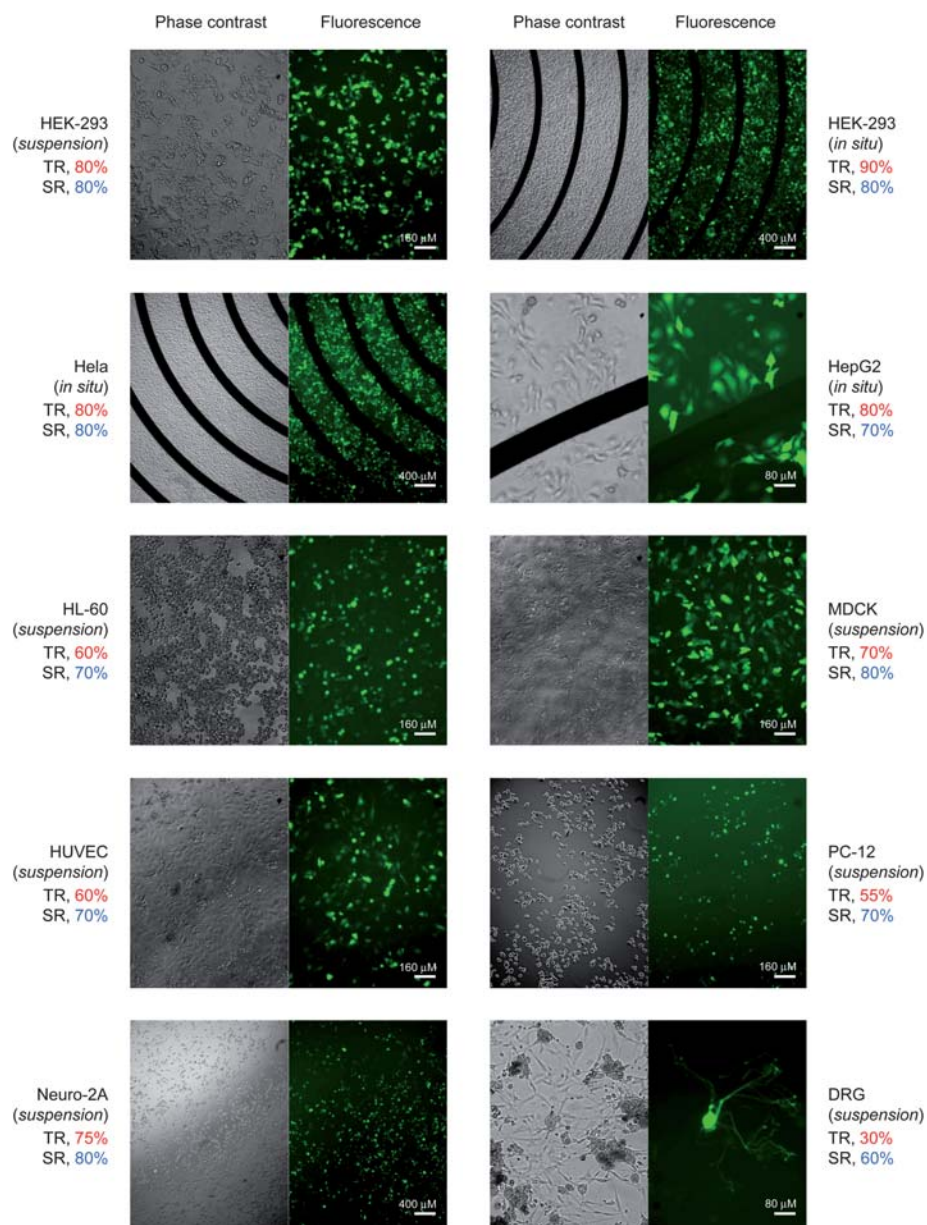 Phase contrast Fluorescence
Phase contrast Fluorescence
HEK-293
(suspension)
TR, 80%
SR, 80%
160 µM
400 µM
HEK-293
(in situ)
TR, 90%
SR, 80%
Hela
(in situ)
TR, 80%
SR, 80%
400 µM
80 µM
HepG2
(in situ)
TR, 80%
SR, 70%
HL-60
(suspension)
TR, 60%
SR, 70%
160 µM
160 µM
MDCK
(suspension)
TR, 70%
SR, 80%
HUVEC
(suspension)
TR, 60%
SR, 70%
160 µM
160 µM
PC-12
(suspension)
TR, 55%
SR, 70%
Neuro-2A
(suspension)
TR, 75%
SR, 80%
400 µM
80 µM
DRG
(suspension)
TR, 30%
SR, 60%